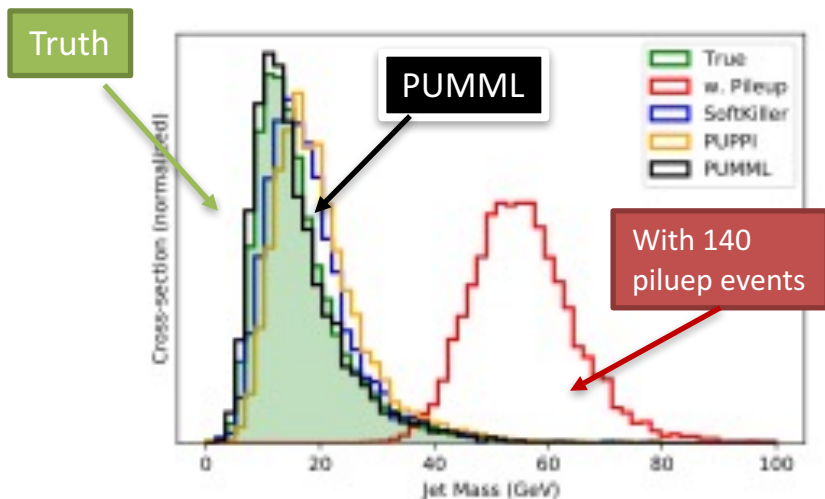 Truth
PUMML
True
w. Pileup
SoftKiller
PUPPI
PUMML
With 140
piluep events
Cross-section (normalized)
0 20 40 60 80 100
Jet Mass (GeV)